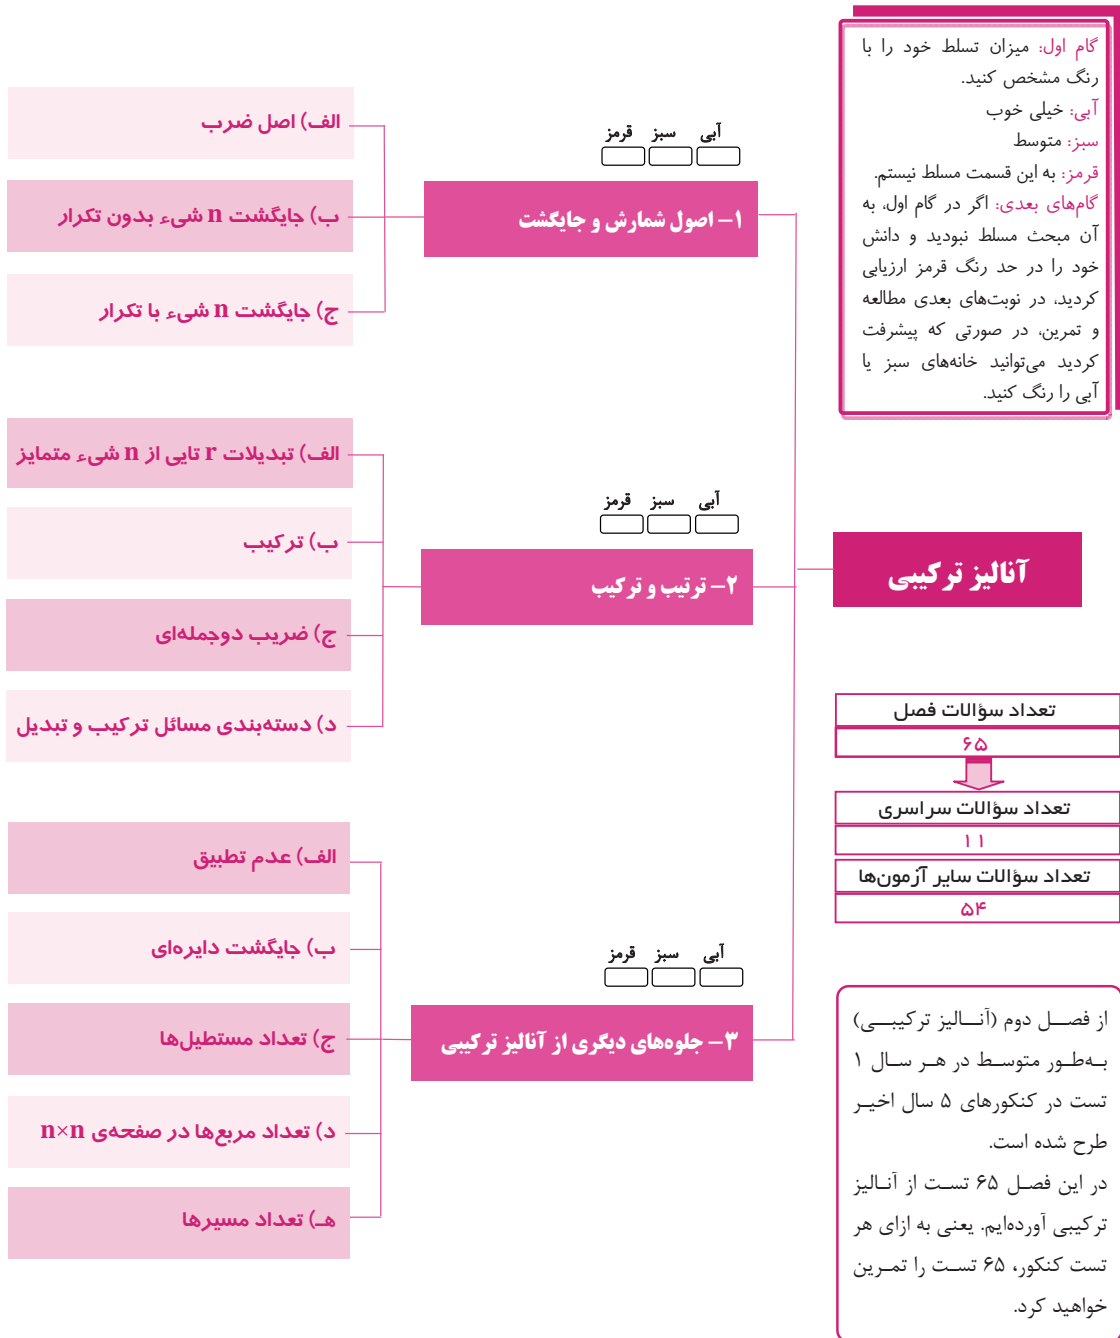 گام اول: میزان تسلط خود را با
رنگ مشخص کنید.
آبی: خیلی خوب
سبز: متوسط
قرمز: به این قسمت مسلط نیستم.
گام‌های بعدی: اگر در گام اول، به
آن مبحث مسلط نبودید و دانش
خود را در حد رنگ قرمز ارزیابی
کردید، در نوبت‌های بعدی مطالعه
و تمرین، در صورتی که پیشرفت
کردید می‌توانید خانه‌های سبز یا
آبی را رنگ کنید.
آنالیز ترکیبی
تعداد سؤالات فصل
۶۵
تعداد سؤالات سراسری
۱۱
تعداد سؤالات سایر آزمون‌ها
۵۴
از فصل دوم (آنالیز ترکیبی)
به‌طور متوسط در هر سال ۱
تست در کنکورهای ۵ سال اخیر
طرح شده است.
در این فصل ۶۵ تست از آنالیز
ترکیبی آورده‌ایم. یعنی به ازای هر
تست کنکور، ۶۵ تست را تمرین
خواهید کرد.
آبی سبز قرمز
۱- اصول شمارش و جایگشت
الف) اصل ضرب
ب) جایگشت n شیء بدون تکرار
ج) جایگشت n شیء با تکرار
آبی سبز قرمز
۲- ترتیب و ترکیب
الف) تبدیلات r تایی از n شیء متمایز
ب) ترکیب
ج) ضریب دوجمله‌ای
د) دسته‌بندی مسائل ترکیب و تبدیل
آبی سبز قرمز
۳- جلوه‌های دیگری از آنالیز ترکیبی
الف) عدم تطبیق
ب) جایگشت دایره‌ای
ج) تعداد مستطیل‌ها
د) تعداد مربع‌ها در صفحه‌ی n×n
هـ) تعداد مسیرها